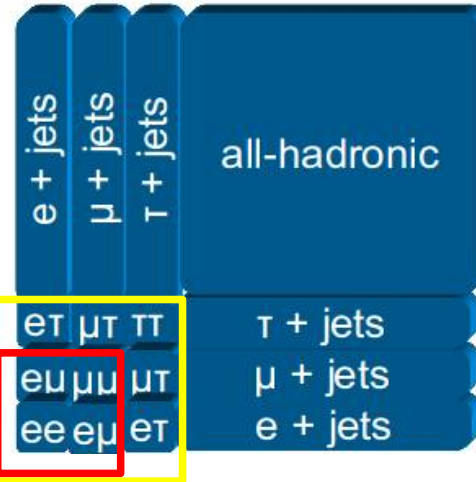 e + jets
μ + jets
τ + jets
all-hadronic
eτ μτ ττ τ + jets
eμ μμ μτ μ + jets
ee eμ eτ e + jets